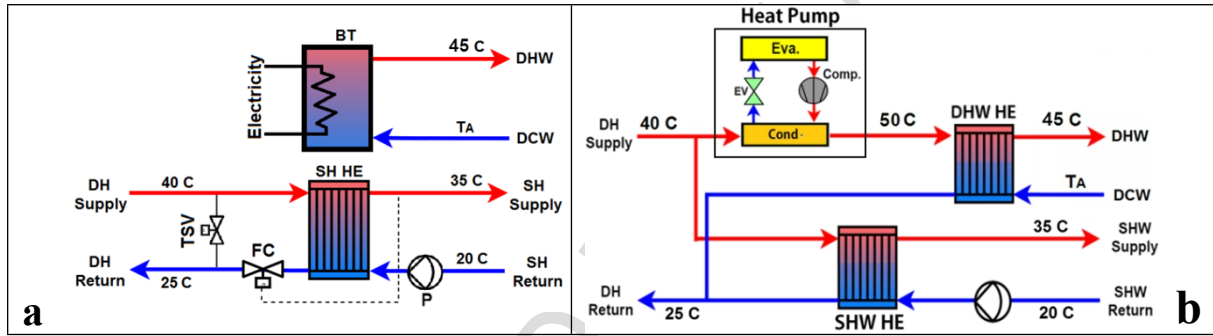 BT
45 C
DHW
Electricity
TA
DCW
SH HE
DH
Supply
40 C
35 C
SH
Supply
TSV
FC
DH
Return
25 C
20 C
SH
Return
P
a
Heat Pump
Eva.
EV
Comp.
DH
Supply
40 C
Cond.
50 C
DHW HE
45 C
DHW
TA
DCW
35 C
SHW
Supply
DH
Return
25 C
SHW HE
20 C
SHW
Return
b